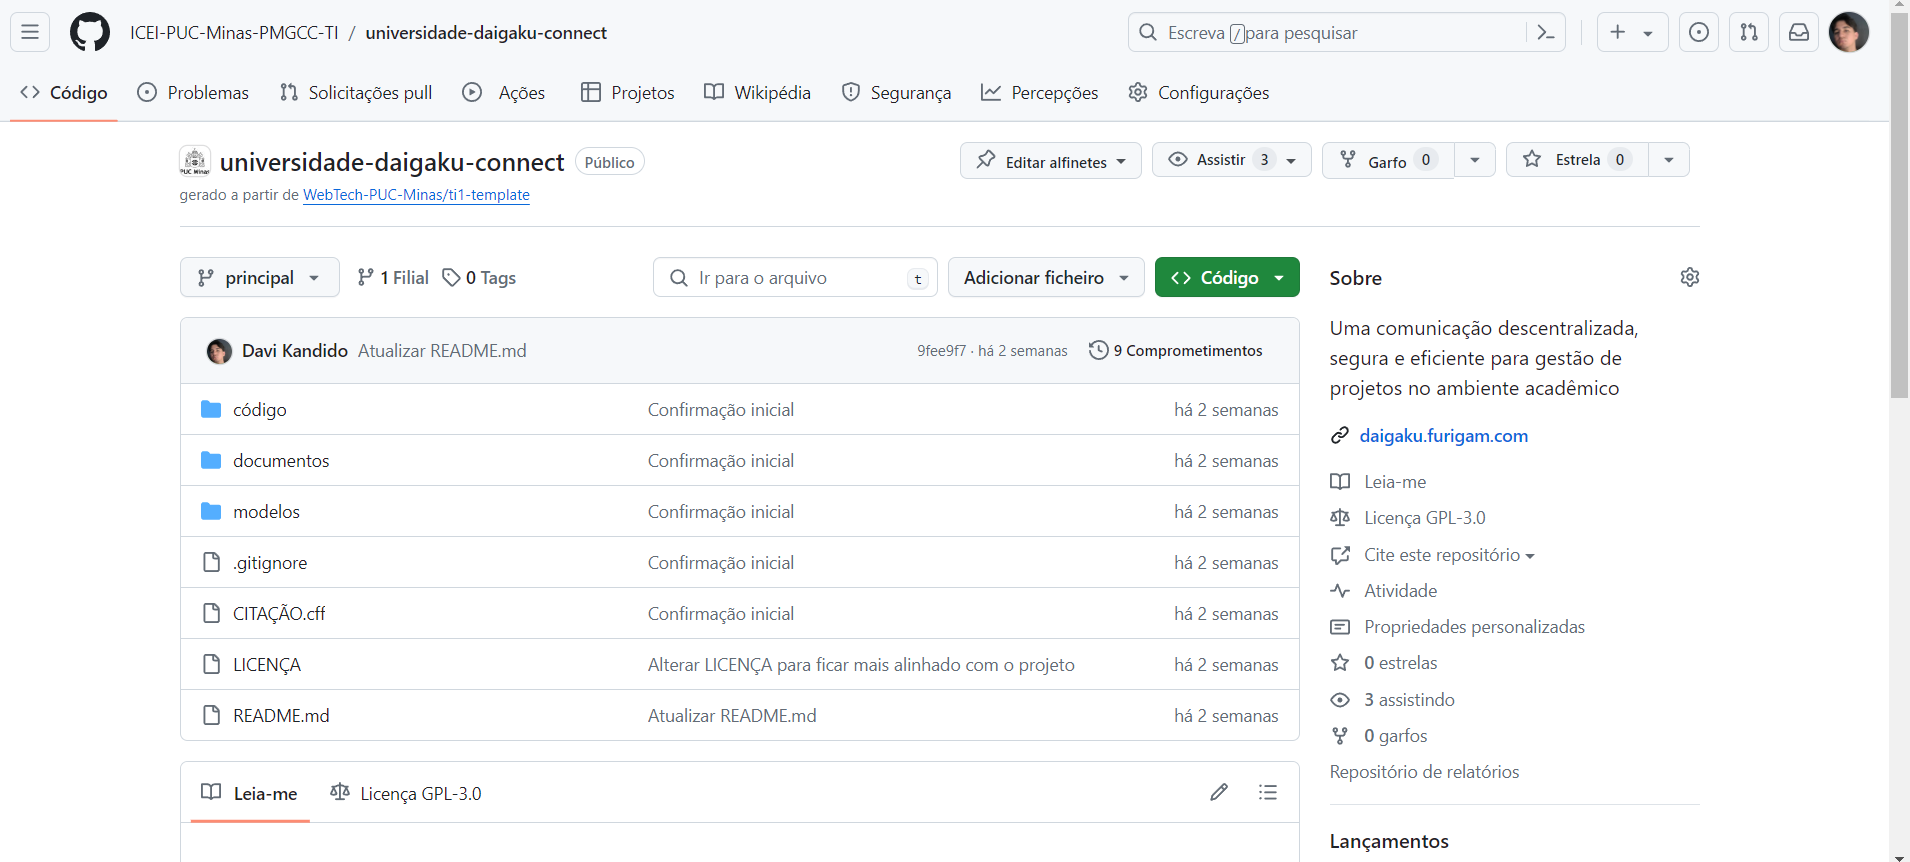 ICEI-PUC-Minas-PMGCC-TI / universidade-daigaku-connect
Escreva / para pesquisar
Código Problemas Solicitações pull Ações Projetos Wikipédia Segurança Percepções Configurações
PUC Minas
universidade-daigaku-connect Público
Editar alfinetes Assistir 3 Garfo 0 Estrela 0
gerado a partir de WebTech-PUC-Minas/ti1-template
principal 1 Filial 0 Tags Ir para o arquivo t Adicionar ficheiro Código
Davi Kandido Atualizar README.md 9fee9f7 · há 2 semanas 9 Comprometimentos
código Confirmação inicial há 2 semanas
documentos Confirmação inicial há 2 semanas
modelos Confirmação inicial há 2 semanas
.gitignore Confirmação inicial há 2 semanas
CITAÇÃO.cff Confirmação inicial há 2 semanas
LICENÇA Alterar LICENÇA para ficar mais alinhado com o projeto há 2 semanas
README.md Atualizar README.md há 2 semanas
Leia-me Licença GPL-3.0
Sobre
Uma comunicação descentralizada,
segura e eficiente para gestão de
projetos no ambiente acadêmico
daigaku.furigam.com
Leia-me
Licença GPL-3.0
Cite este repositório
Atividade
Propriedades personalizadas
0 estrelas
3 assistindo
0 garfos
Repositório de relatórios
Lançamentos